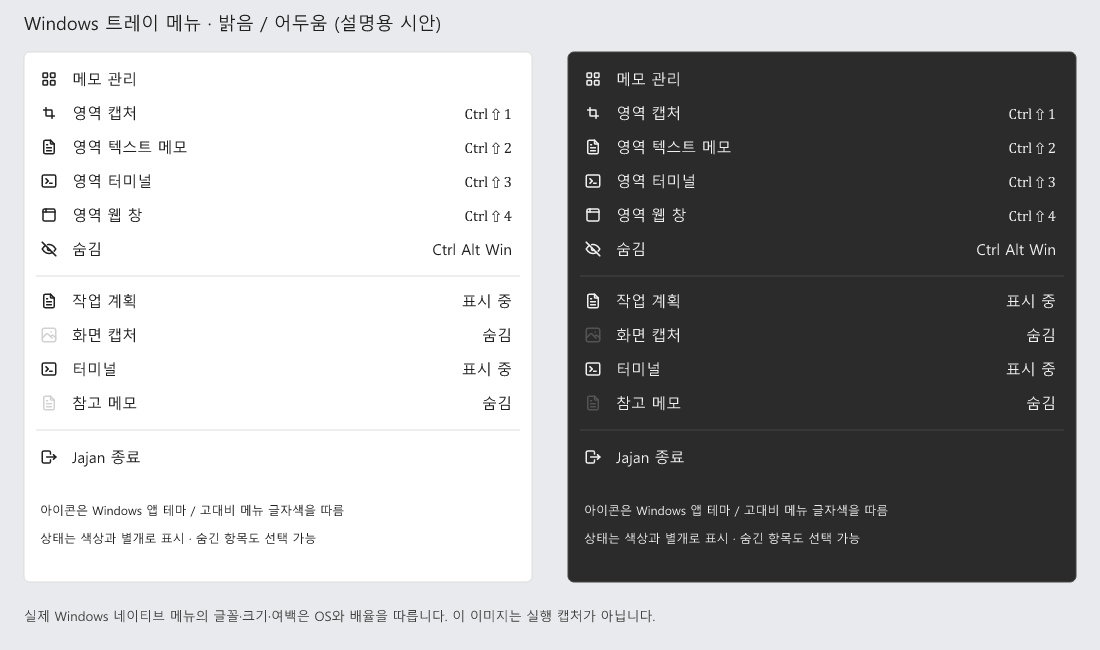 Windows 트레이 메뉴 · 밝음 / 어두움 (설명용 시안)
메모 관리
영역 캡처 Ctrl⇧1
영역 텍스트 메모 Ctrl⇧2
영역 터미널 Ctrl⇧3
영역 웹 창 Ctrl⇧4
숨김 Ctrl Alt Win
작업 계획 표시 중
화면 캡처 숨김
터미널 표시 중
참고 메모 숨김
Jajan 종료
아이콘은 Windows 앱 테마 / 고대비 메뉴 글자색을 따름
상태는 색상과 별개로 표시 · 숨긴 항목도 선택 가능
메모 관리
영역 캡처 Ctrl⇧1
영역 텍스트 메모 Ctrl⇧2
영역 터미널 Ctrl⇧3
영역 웹 창 Ctrl⇧4
숨김 Ctrl Alt Win
작업 계획 표시 중
화면 캡처 숨김
터미널 표시 중
참고 메모 숨김
Jajan 종료
아이콘은 Windows 앱 테마 / 고대비 메뉴 글자색을 따름
상태는 색상과 별개로 표시 · 숨긴 항목도 선택 가능
실제 Windows 네이티브 메뉴의 글꼴·크기·여백은 OS와 배율을 따릅니다. 이 이미지는 실행 캡처가 아닙니다.